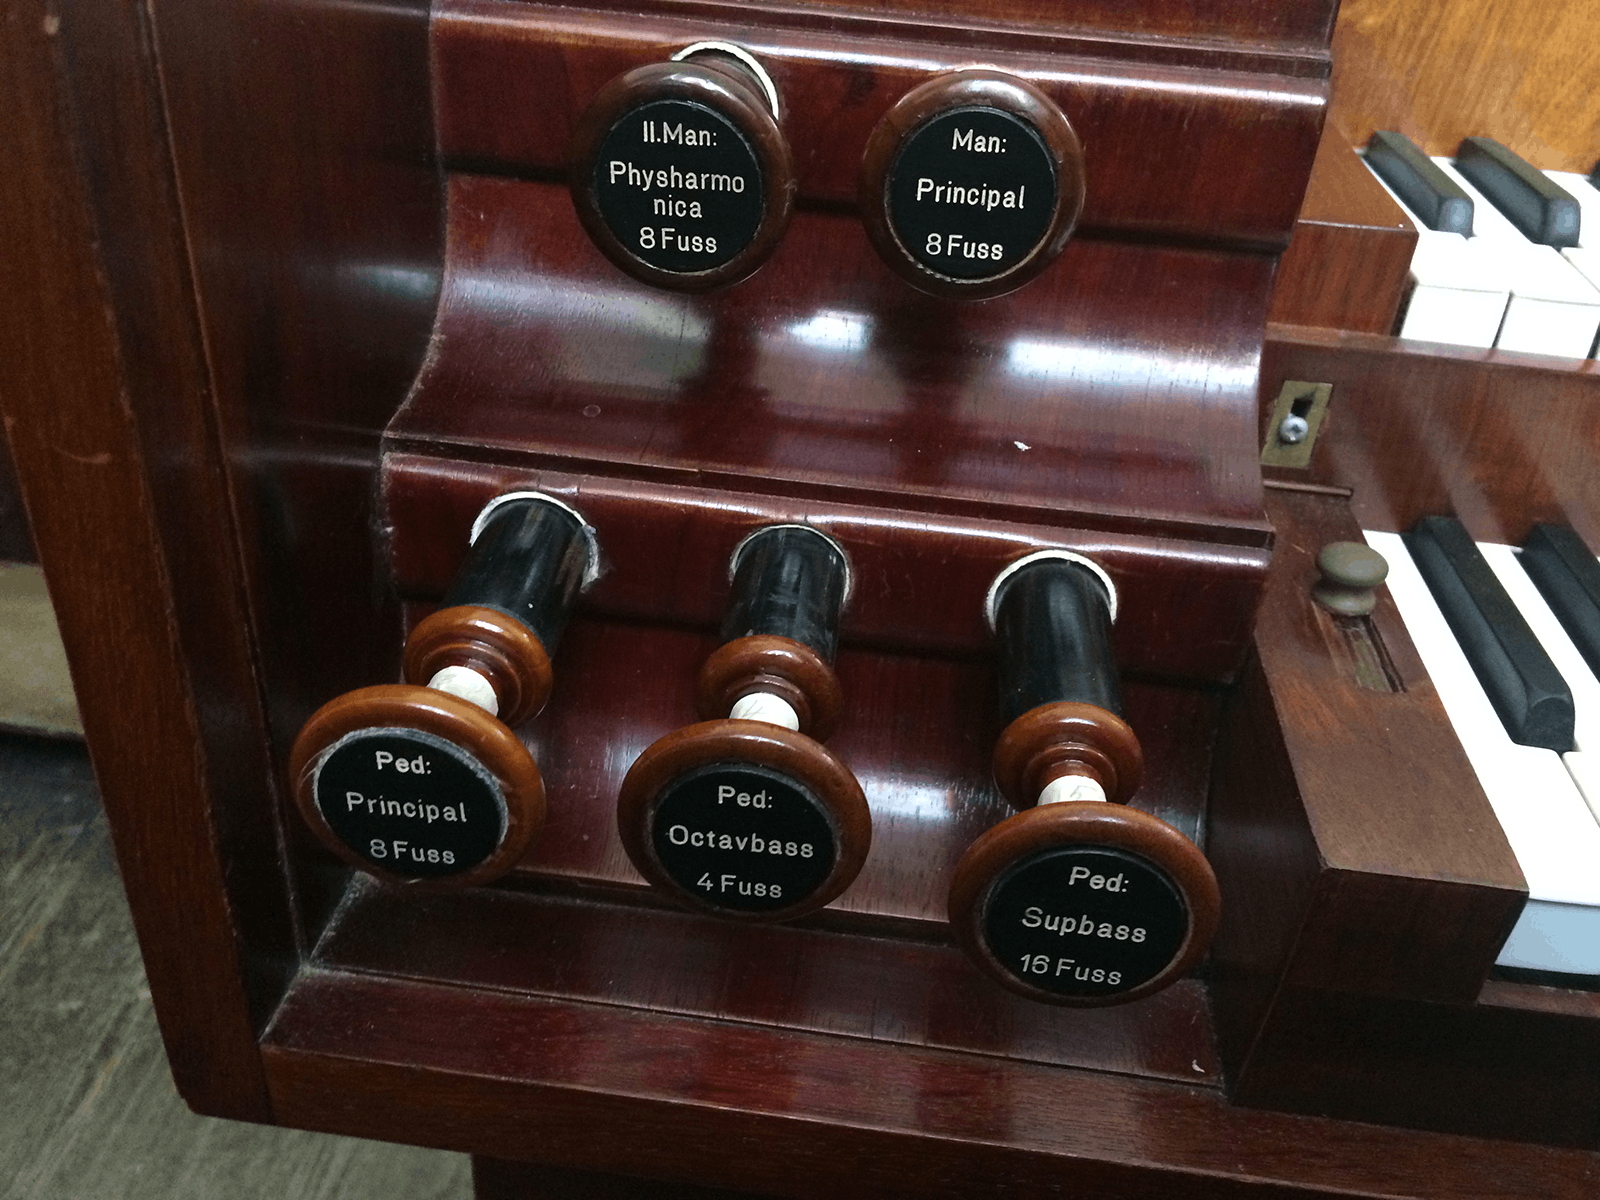 II.Man:
Physharmo
nica
8 Fuss
Man:
Principal
8 Fuss
Ped:
Principal
8 Fuss
Ped:
Octavbass
4 Fuss
Ped:
Supbass
16 Fuss